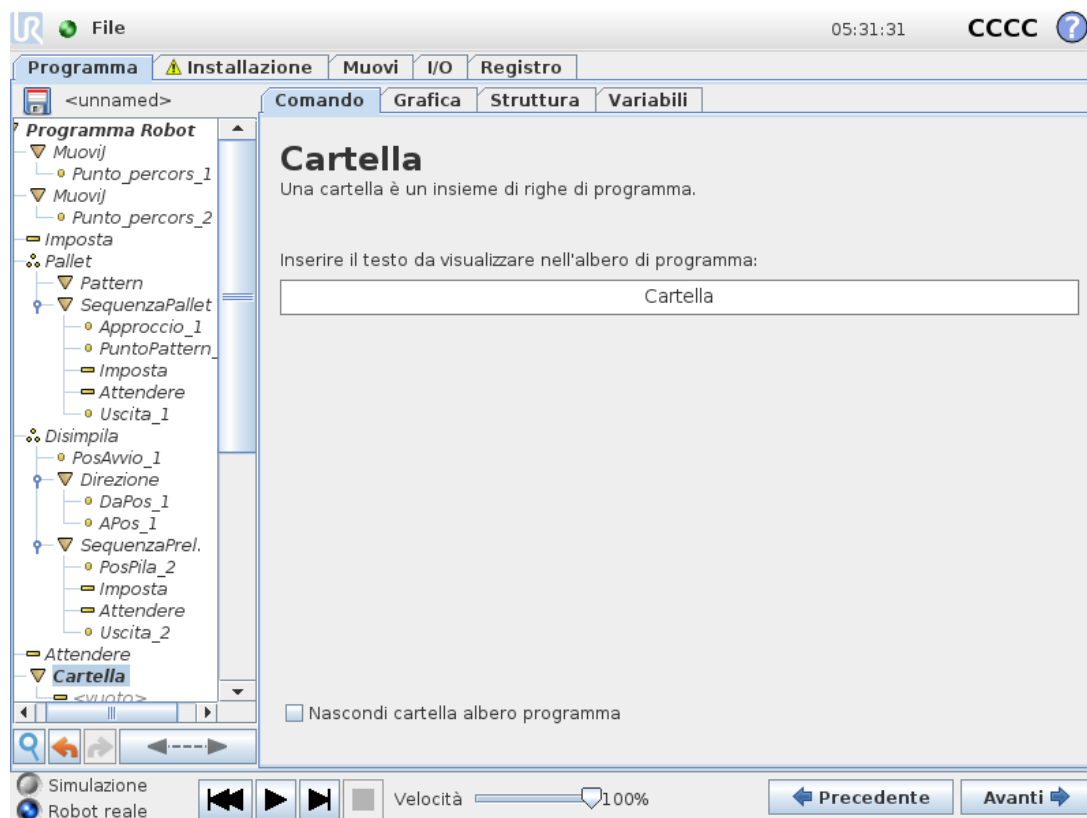 File
05:31:31
CCCC
?
Programma
Installazione
Muovi
I/O
Registro
<unnamed>
Comando
Grafica
Struttura
Variabili
Programma Robot
MuoviJ
Punto_percors_1
MuoviJ
Punto_percors_2
Imposta
Pallet
Pattern
SequenzaPallet
Approccio_1
PuntoPattern_
Imposta
Attendere
Uscita_1
Disimpila
PosAvvio_1
Direzione
DaPos_1
APos_1
SequenzaPrel.
PosPila_2
Imposta
Attendere
Uscita_2
Attendere
Cartella
<vuoto>
Cartella
Una cartella è un insieme di righe di programma.
Inserire il testo da visualizzare nell'albero di programma:
Cartella
Nascondi cartella albero programma
Simulazione
Robot reale
Velocità
100%
Precedente
Avanti